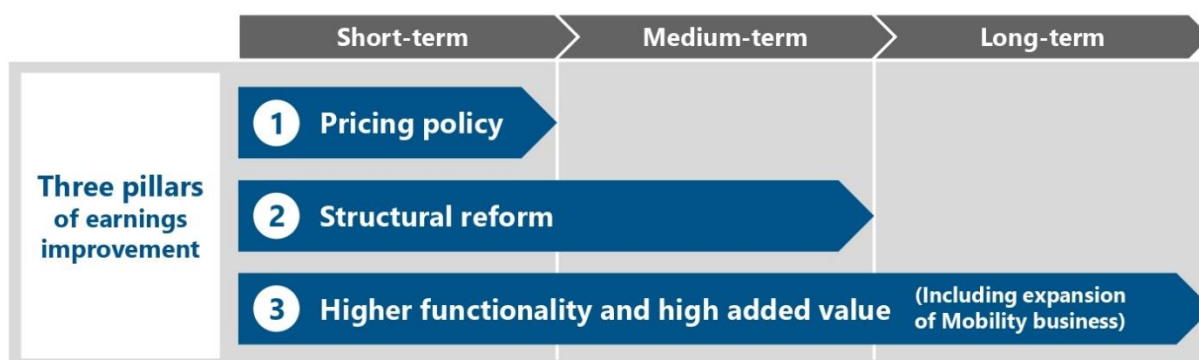 Short-term
Medium-term
Long-term
Three pillars
of earnings
improvement
1 Pricing policy
2 Structural reform
3 Higher functionality and high added value
(Including expansion
of Mobility business)